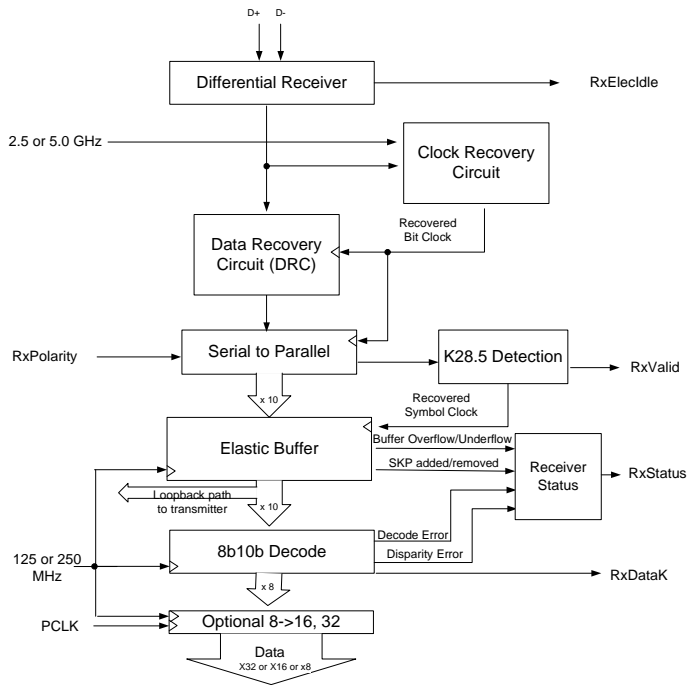 D+ D-
Differential Receiver
RxElecIdle
2.5 or 5.0 GHz
Clock Recovery
Circuit
Recovered
Bit Clock
Data Recovery
Circuit (DRC)
RxPolarity
Serial to Parallel
K28.5 Detection
RxValid
x 10
Recovered
Symbol Clock
Elastic Buffer
Buffer Overflow/Underflow
SKP added/removed
Receiver
Status
RxStatus
Loopback path
to transmitter
x 10
Decode Error
8b10b Decode
Disparity Error
125 or 250
MHz
RxDataK
x 8
PCLK
Optional 8->16, 32
Data
X32 or X16 or x8